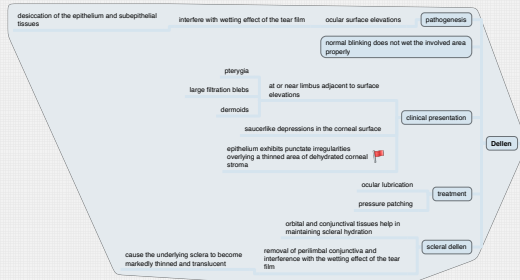 desiccation of the epithelium and subepithelial
tissues
interfere with wetting effect of the tear film
ocular surface elevations
pathogenesis
normal blinking does not wet the involved area
properly
pterygia
large filtration blebs
dermoids
at or near limbus adjacent to surface
elevations
saucerlike depressions in the corneal surface
epithelium exhibits punctate irregularities
overlying a thinned area of dehydrated corneal
stroma
clinical presentation
Dellen
ocular lubrication
pressure patching
treatment
orbital and conjunctival tissues help in
maintaining scleral hydration
cause the underlying sclera to become
markedly thinned and translucent
removal of perilimbal conjunctiva and
interference with the wetting effect of the tear
film
scleral dellen